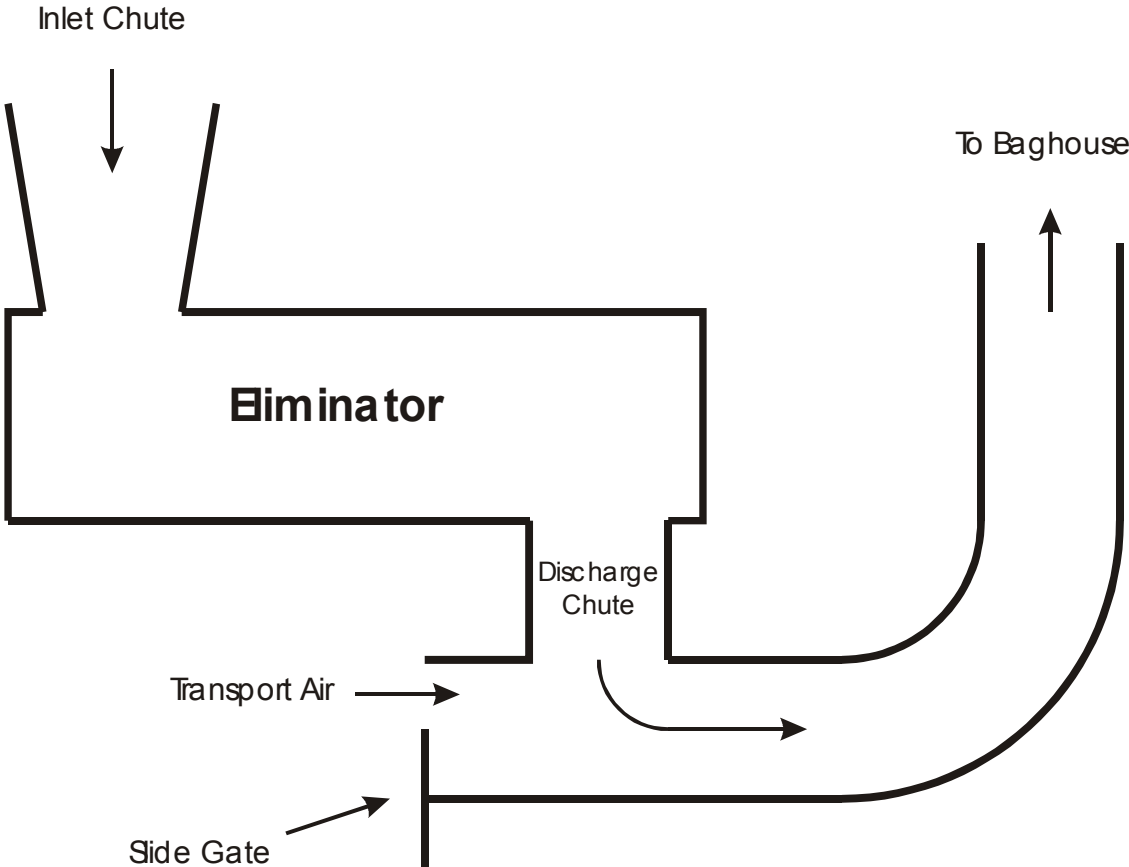 Inlet Chute
To Baghouse
Eliminator
Discharge
Chute
Transport Air
Slide Gate